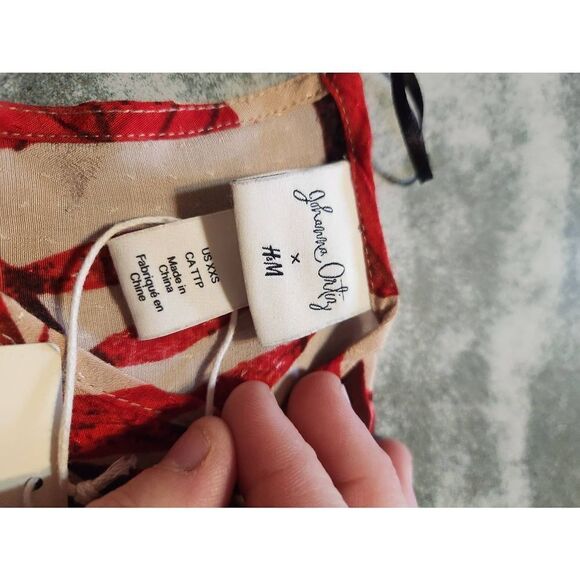 Johanna Ortiz
x
H&M
US XXS
CA TTP
Made in
China
Fabriqué en
Chine